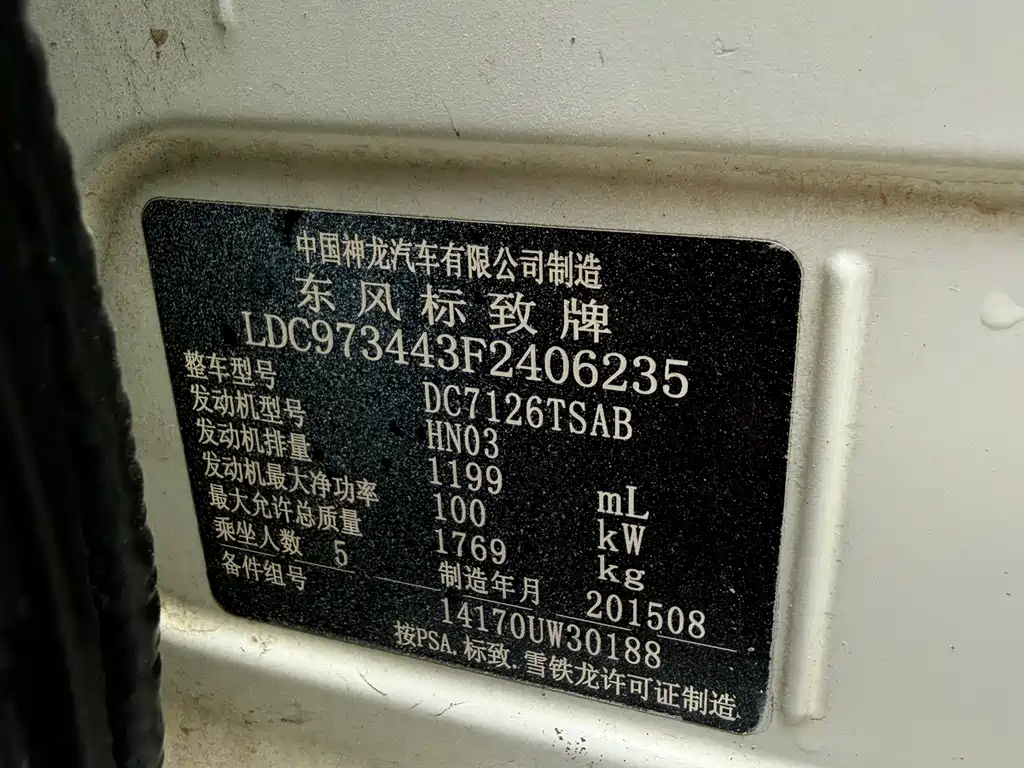 中国神龙汽车有限公司制造
东风标致牌
LDC973443F2406235
整车型号 DC7126TSAB
发动机型号 HN03
发动机排量 1199 mL
发动机最大净功率 100 kW
最大允许总质量 1769 kg
乘坐人数 5 制造年月 201508
备件组号 14170UW30188
按PSA.标致.雪铁龙许可证制造